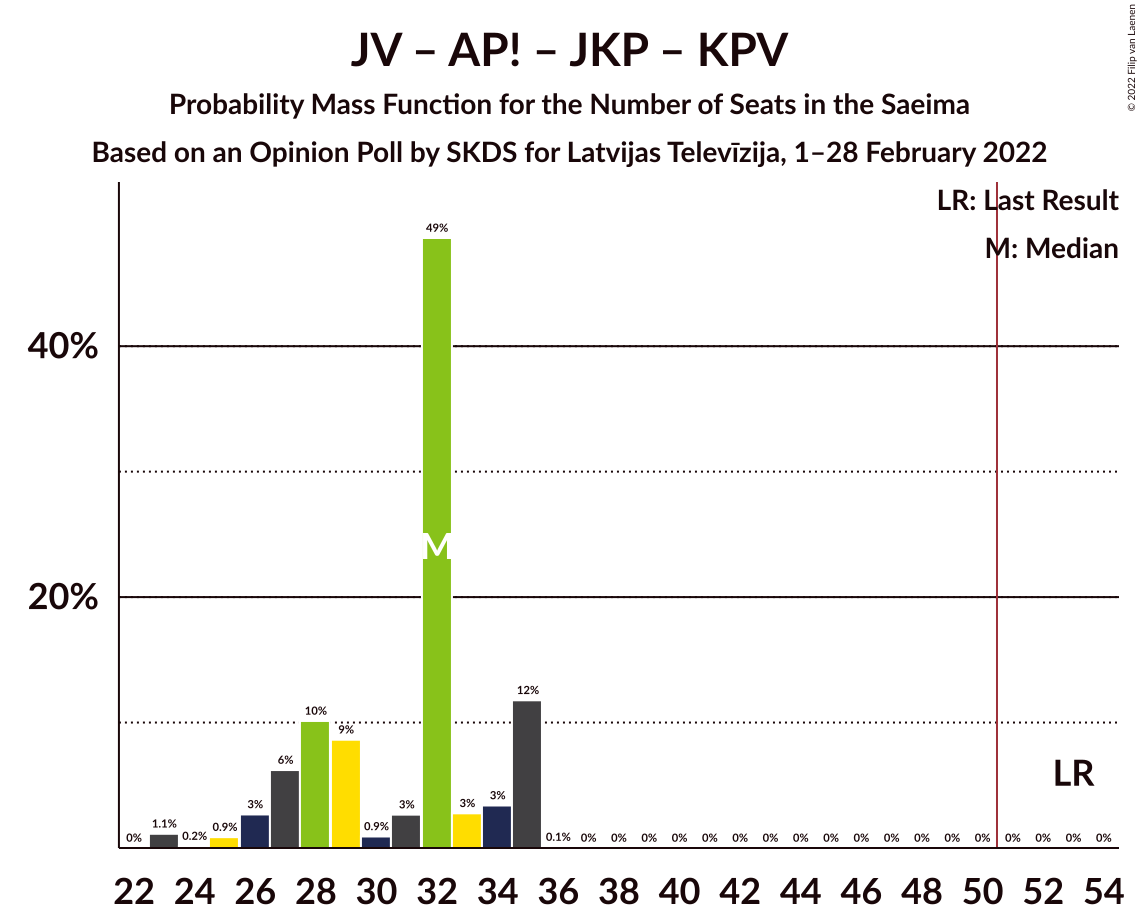 © 2022 Filip van Laenen
JV – AP! – JKP – KPV
Probability Mass Function for the Number of Seats in the Saeima
Based on an Opinion Poll by SKDS for Latvijas Televīzija, 1–28 February 2022
LR: Last Result
M: Median
49%
40%
M
20%
12%
10%
9%
6%
LR
3%
3%
3%
3%
1.1%
0.9%
0.9%
0% 0.2% 0.1% 0% 0% 0% 0% 0% 0% 0% 0% 0% 0% 0% 0% 0% 0% 0% 0% 0% 0%
22 24 26 28 30 32 34 36 38 40 42 44 46 48 50 52 54